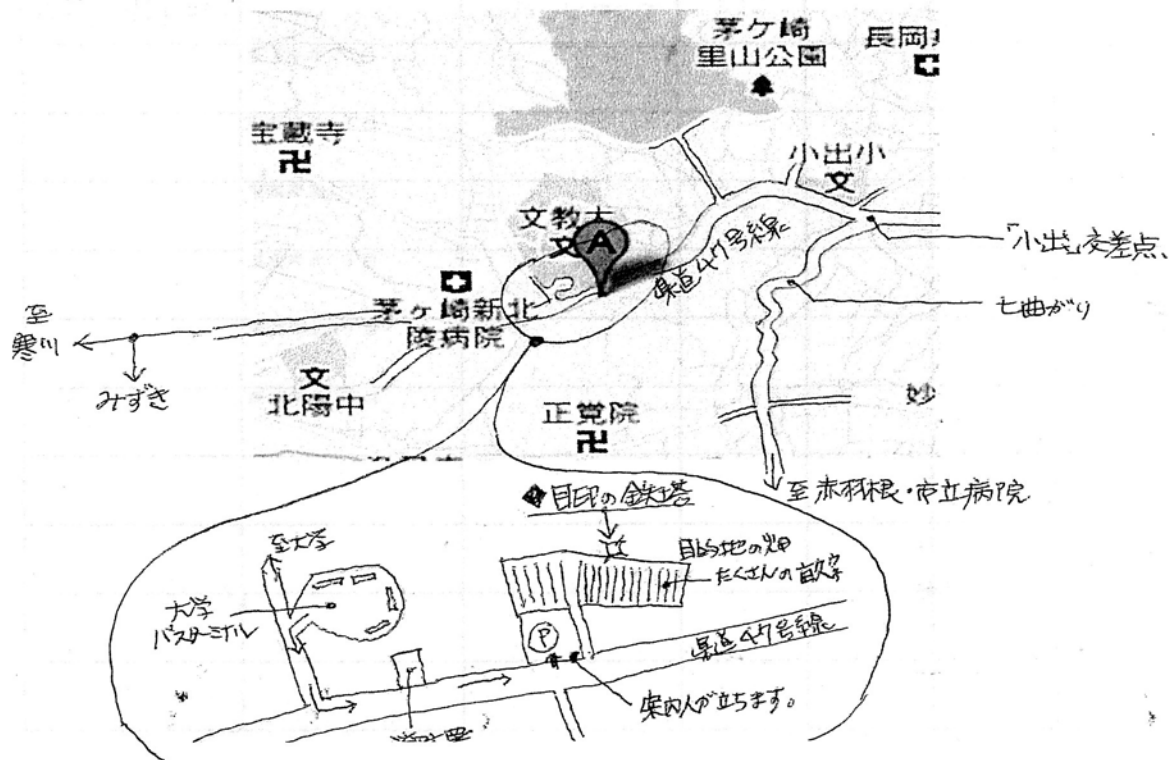 茅ケ崎
里山公園
長岡
宝蔵寺
小出小
文
文教大
文
A
県道47号線
「小出」交差点、
七曲がり
茅ヶ崎新北
陵病院
至
寒川
みずき
文
北陽中
正覚院
妙
至赤羽根・市立病院
目印の鉄塔
至大学
目的地の畑
たくさんの
大学
バスターミナル
P
県道47号線
案内人が立ちます。